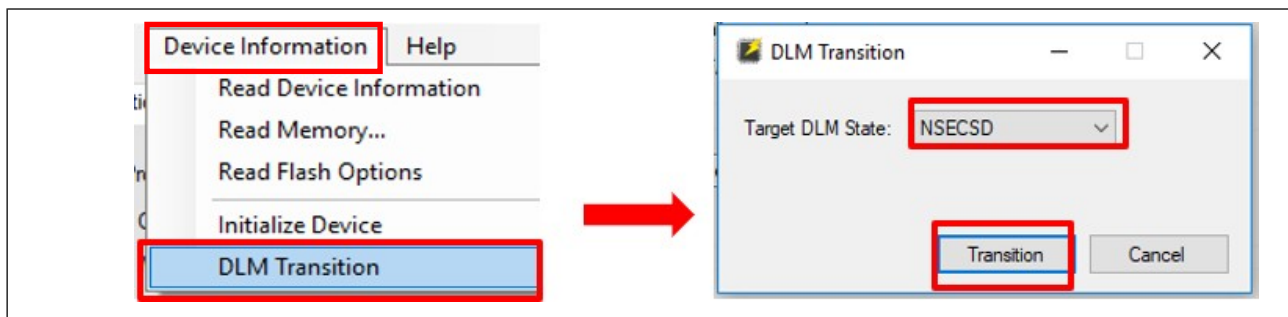 Device Information Help
Read Device Information
Read Memory...
Read Flash Options
Initialize Device
DLM Transition
DLM Transition
Target DLM State: NSECSD
Transition Cancel